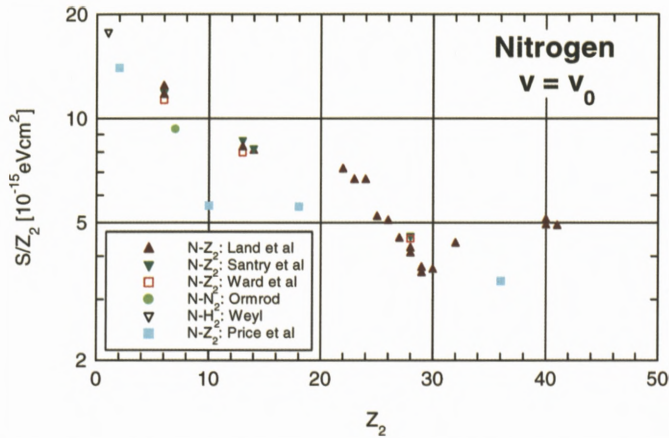 20
10
5
2
S/Z₂ [10⁻¹⁵eVcm²]
Nitrogen
v = v₀
N-Z₂: Land et al
N-Z₂: Santry et al
N-Z₂: Ward et al
N-N₂: Ormrod
N-H₂: Weyl
N-Z₂: Price et al
0 10 20 30 40 50
Z₂